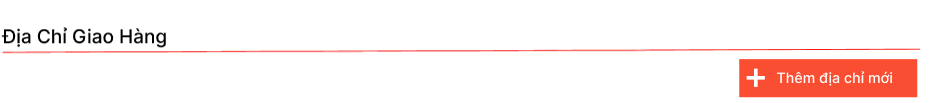 Địa Chỉ Giao Hàng
Thêm địa chỉ mới